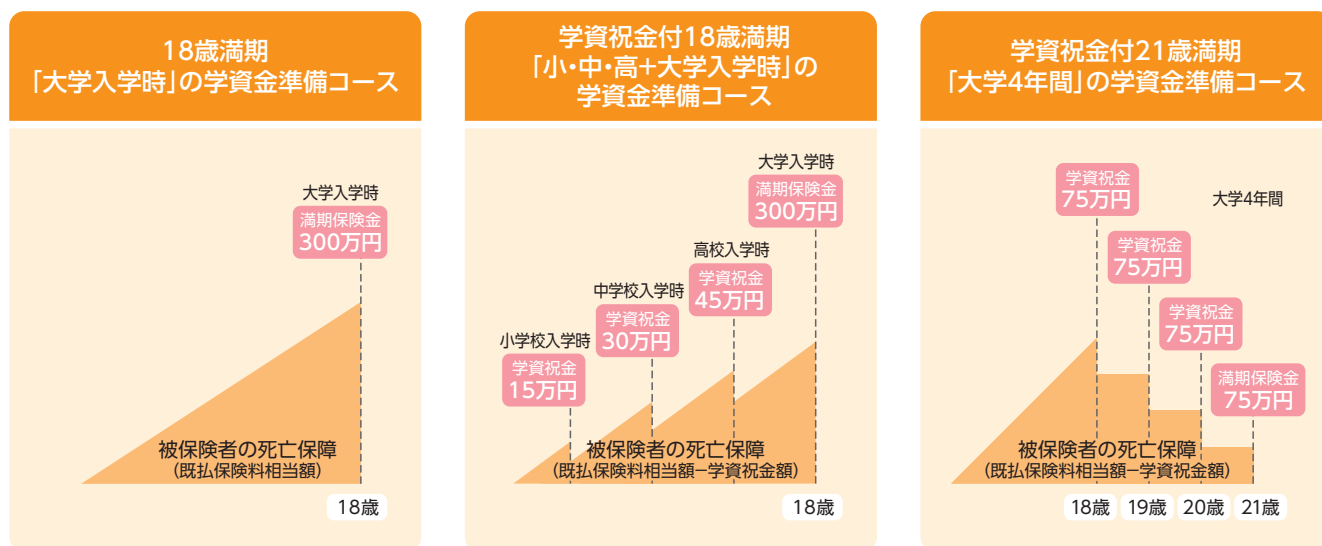 18歳満期
「大学入学時」の学資金準備コース
大学入学時
満期保険金
300万円
被保険者の死亡保障
(既払保険料相当額)
18歳
学資祝金付18歳満期
「小・中・高+大学入学時」の
学資金準備コース
大学入学時
満期保険金
300万円
高校入学時
学資祝金
45万円
中学校入学時
学資祝金
30万円
小学校入学時
学資祝金
15万円
被保険者の死亡保障
(既払保険料相当額−学資祝金額)
18歳
学資祝金付21歳満期
「大学4年間」の学資金準備コース
学資祝金
75万円
大学4年間
学資祝金
75万円
学資祝金
75万円
満期保険金
75万円
被保険者の死亡保障
(既払保険料相当額−学資祝金額)
18歳 19歳 20歳 21歳